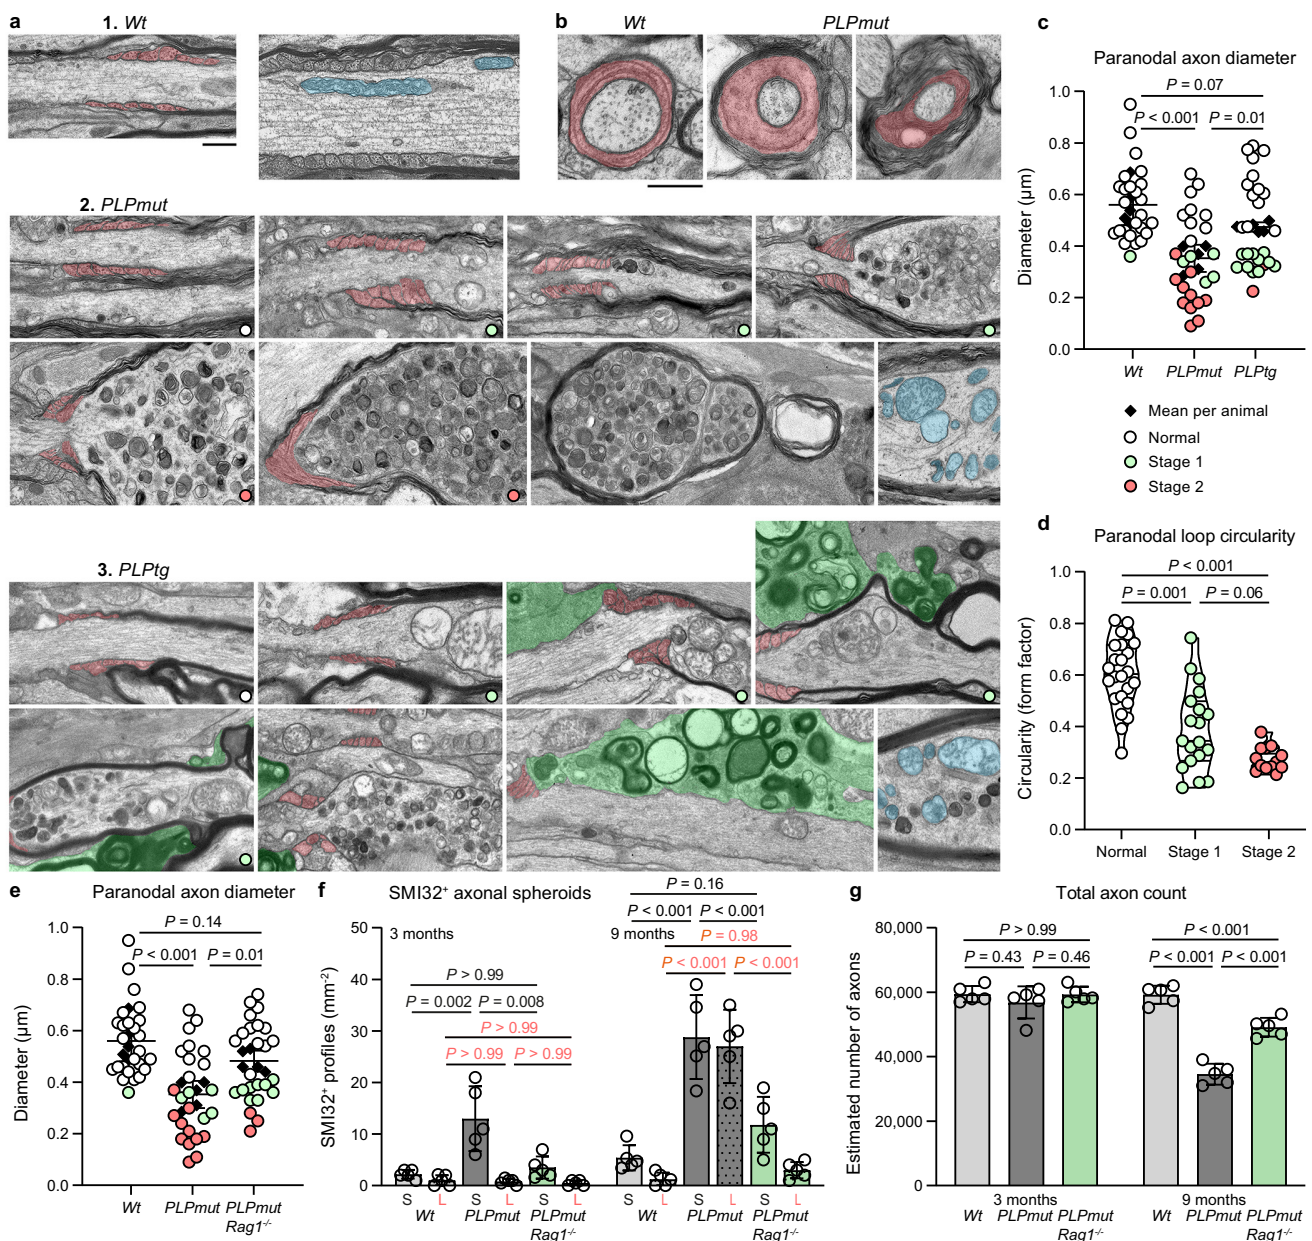 a
1. Wt
b
Wt
PLPmut
c
Paranodal axon diameter
P = 0.07
P < 0.001
P = 0.01
Diameter (µm)
1.0
0.8
0.6
0.4
0.2
0.0
Wt
PLPmut
PLPtg
Mean per animal
Normal
Stage 1
Stage 2
2. PLPmut
3. PLPtg
d
Paranodal loop circularity
P < 0.001
P = 0.001
P = 0.06
Circularity (form factor)
1.0
0.8
0.6
0.4
0.2
0.0
Normal
Stage 1
Stage 2
e
Paranodal axon diameter
P = 0.14
P < 0.001
P = 0.01
Diameter (µm)
1.0
0.8
0.6
0.4
0.2
0.0
Wt
PLPmut
PLPmut
Rag1-/-
f
SMI32+ axonal spheroids
3 months
9 months
P > 0.99
P = 0.002
P = 0.008
P > 0.99
P > 0.99
P > 0.99
P = 0.16
P < 0.001
P < 0.001
P = 0.98
P < 0.001
P < 0.001
SMI32+ profiles (mm−2)
50
40
30
20
10
0
S
L
S
L
S
L
S
L
S
L
S
L
Wt
PLPmut
PLPmut
Rag1-/-
Wt
PLPmut
PLPmut
Rag1-/-
g
Total axon count
P > 0.99
P = 0.43
P = 0.46
P < 0.001
P < 0.001
P < 0.001
Estimated number of axons
80,000
60,000
40,000
20,000
0
3 months
9 months
Wt
PLPmut
PLPmut
Rag1-/-
Wt
PLPmut
PLPmut
Rag1-/-